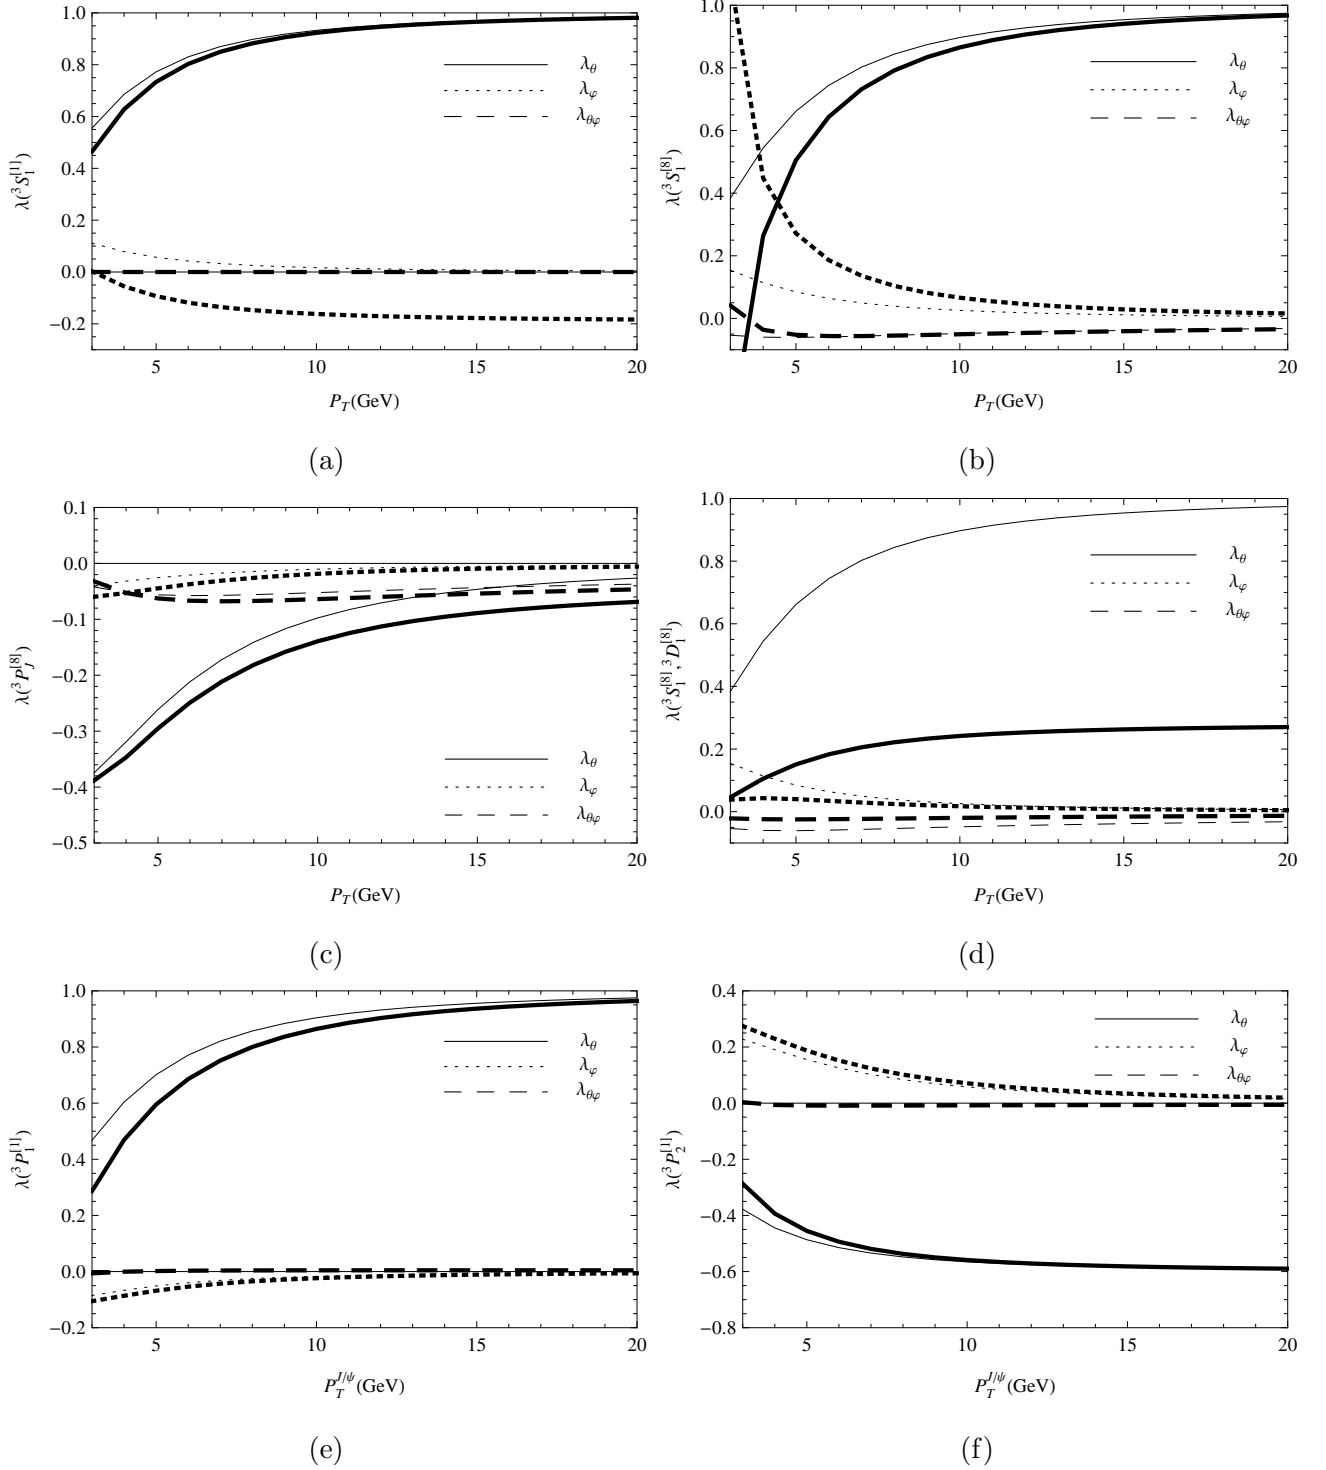 1.0
0.8
0.6
0.4
0.2
0.0
−0.2
5
10
15
20
λ(³S₁^[1])
λ_θ
λ_φ
λ_θφ
P_T(GeV)
(a)
1.0
0.8
0.6
0.4
0.2
0.0
5
10
15
20
λ(³S₁^[8])
λ_θ
λ_φ
λ_θφ
P_T(GeV)
(b)
0.1
0.0
−0.1
−0.2
−0.3
−0.4
−0.5
5
10
15
20
λ(³P_J^[8])
λ_θ
λ_φ
λ_θφ
P_T(GeV)
(c)
1.0
0.8
0.6
0.4
0.2
0.0
5
10
15
20
λ(³S₁^[8],³D₁^[8])
λ_θ
λ_φ
λ_θφ
P_T(GeV)
(d)
1.0
0.8
0.6
0.4
0.2
0.0
−0.2
5
10
15
20
λ(³P₁^[1])
λ_θ
λ_φ
λ_θφ
P_T^J/ψ(GeV)
(e)
0.4
0.2
0.0
−0.2
−0.4
−0.6
−0.8
5
10
15
20
λ(³P₂^[1])
λ_θ
λ_φ
λ_θφ
P_T^J/ψ(GeV)
(f)